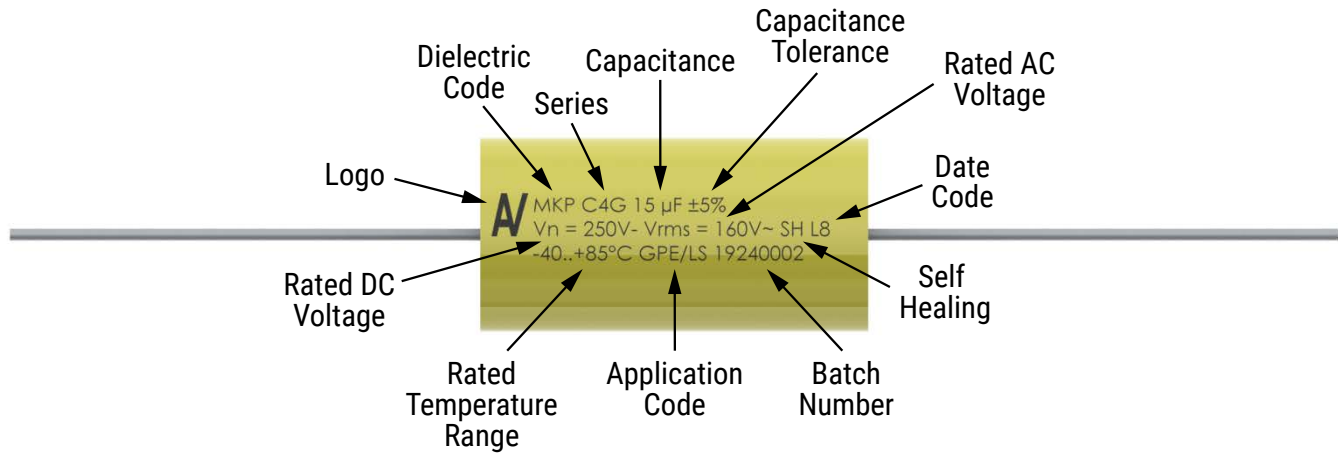 Capacitance
Tolerance
Dielectric
Code
Capacitance
Rated AC
Voltage
Series
Logo
Date
Code
AV
MKP C4G 15 µF ±5%
Vn = 250V- Vrms = 160V~ SH L8
-40..+85°C GPE/LS 19240002
Rated DC
Voltage
Self
Healing
Rated
Temperature
Range
Application
Code
Batch
Number